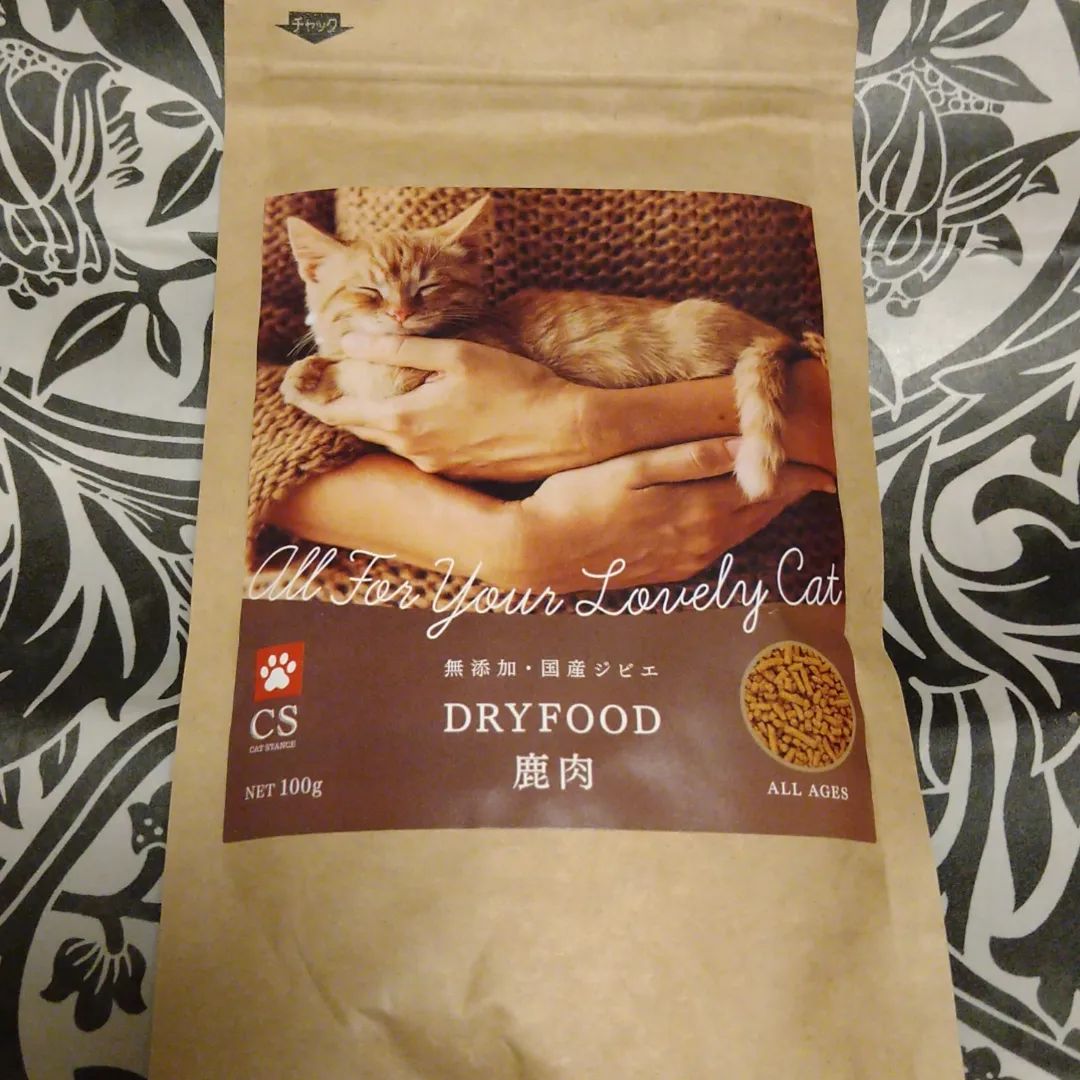 チャック
All For Your Lovely Cat
無添加・国産ジビエ
DRYFOOD
鹿肉
CS
CAT STANCE
NET 100g
ALL AGES